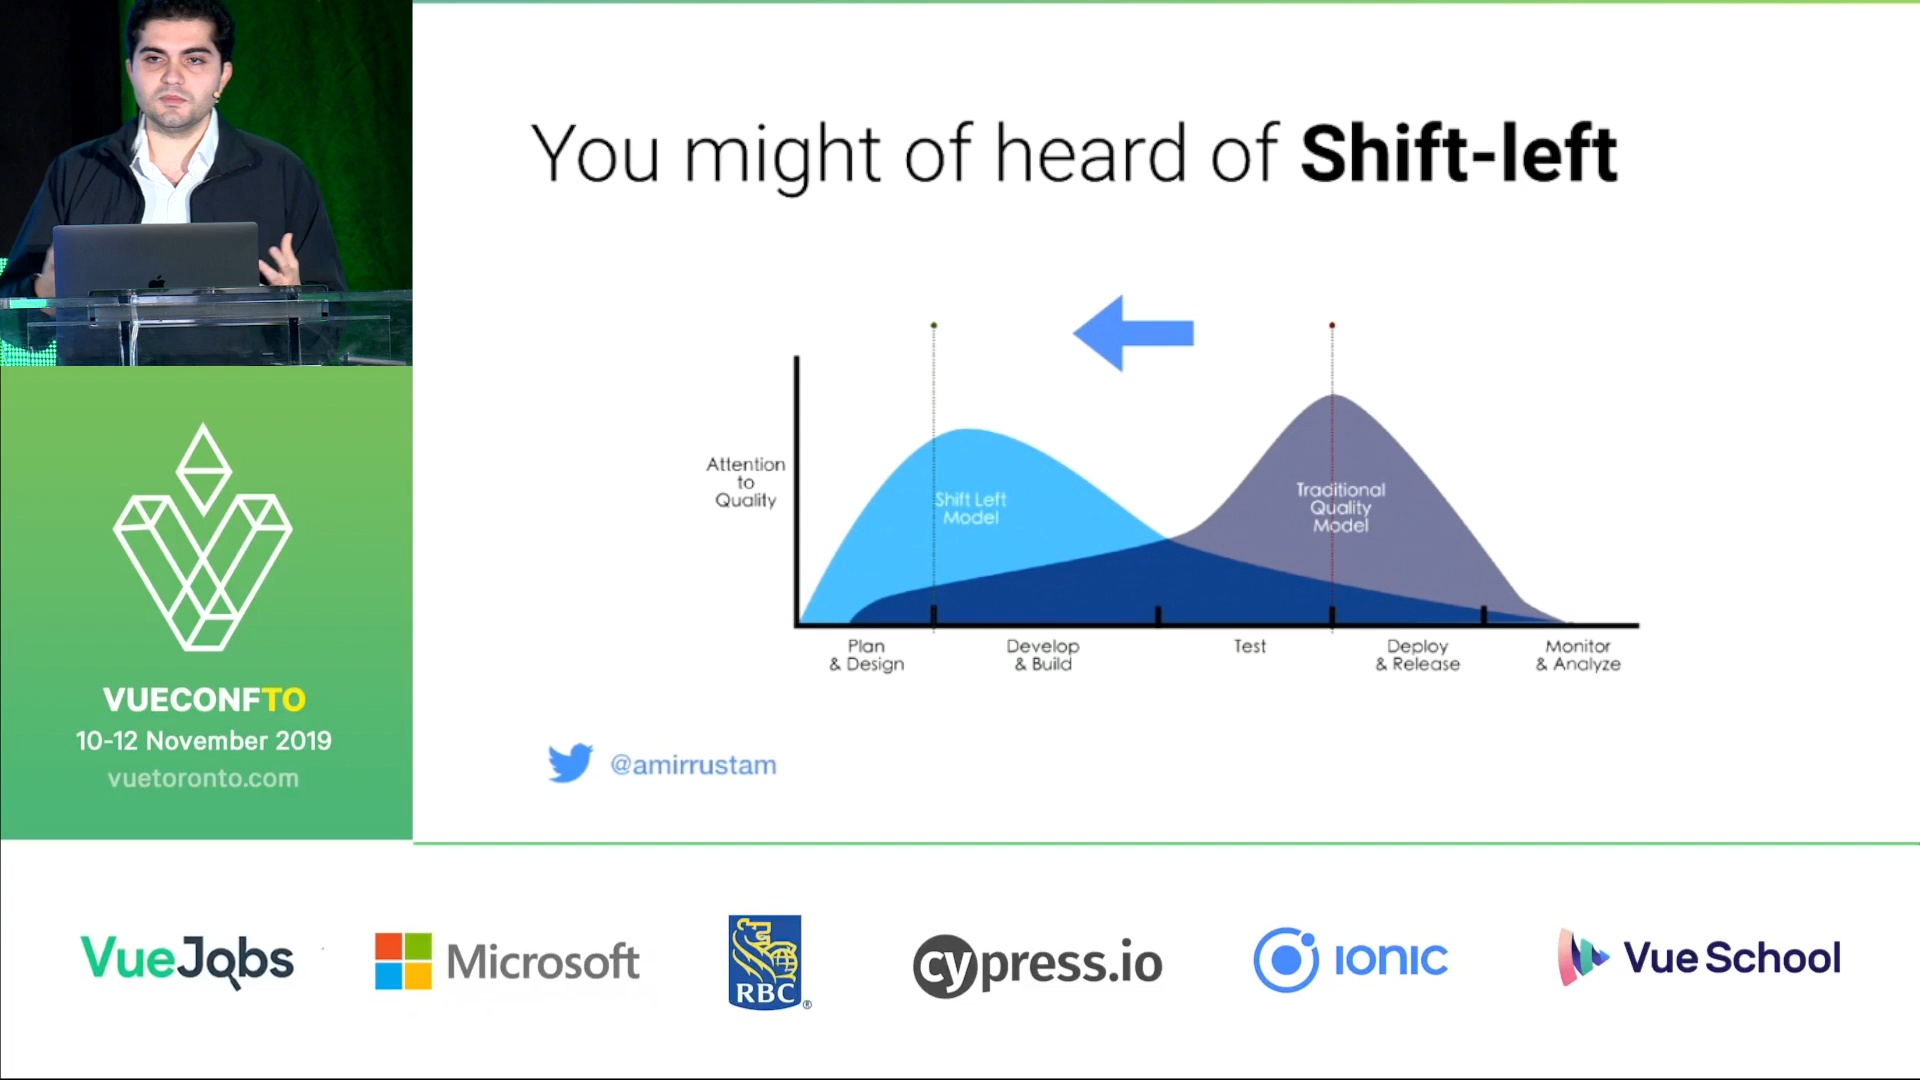 You might of heard of Shift-left
Attention
to
Quality
Shift Left
Model
Traditional
Quality
Model
Plan
& Design
Develop
& Build
Test
Deploy
& Release
Monitor
& Analyze
@amirrustam
VUECONFTO
10-12 November 2019
vuetoronto.com
VueJobs
Microsoft
RBC®
cypress.io
IONIC
Vue School